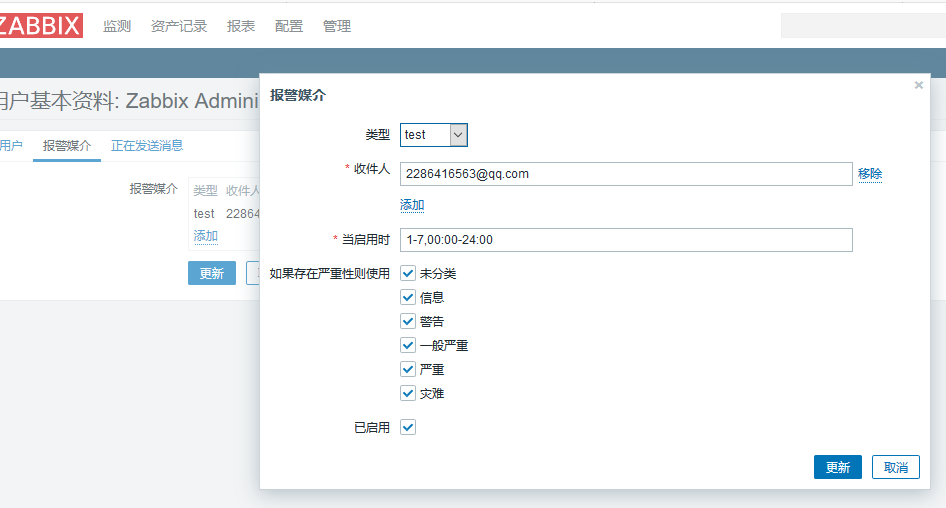 ZABBIX 监测 资产记录 报表 配置 管理
用户基本资料: Zabbix Admini
用户 报警媒介 正在发送消息
报警媒介 类型 收件人
test 22864
添加
更新
报警媒介
类型 test
* 收件人 2286416563@qq.com 移除
添加
* 当启用时 1-7,00:00-24:00
如果存在严重性则使用 未分类
信息
警告
一般严重
严重
灾难
已启用
更新 取消